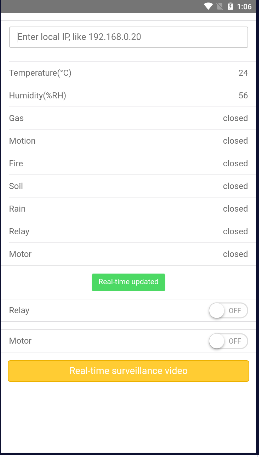 1:06
Enter local IP, like 192.168.0.20
Temperature(°C) 24
Humidity(%RH) 56
Gas closed
Motion closed
Fire closed
Soil closed
Rain closed
Relay closed
Motor closed
Real-time updated
Relay OFF
Motor OFF
Real-time surveillance video